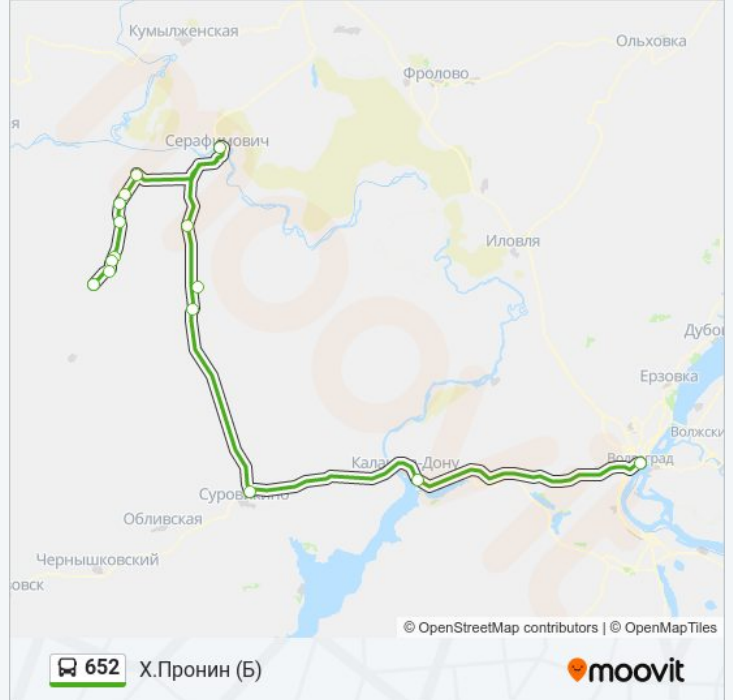 Кумылженская
Ольховка
Фролово
я
Серафимович
Иловля
Дубо
Ерзовка
Волжски
Волгоград
Калач-на-Дону
Суровикино
Обливская
Чернышковский
овск
© OpenStreetMap contributors | © OpenMapTiles
652 Х.Пронин (Б)
moovit